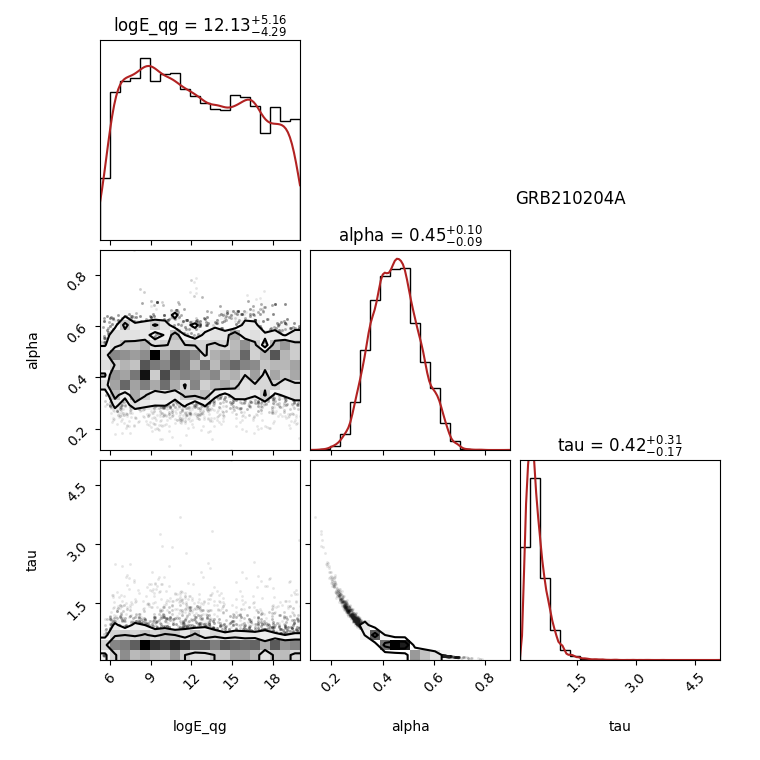 logE_qg = 12.13+5.16 −4.29
GRB210204A
alpha = 0.45+0.10 −0.09
alpha
0.8
0.6
0.4
0.2
tau = 0.42+0.31 −0.17
tau
4.5
3.0
1.5
6 9 12 15 18
0.2 0.4 0.6 0.8
1.5 3.0 4.5
logE_qg
alpha
tau